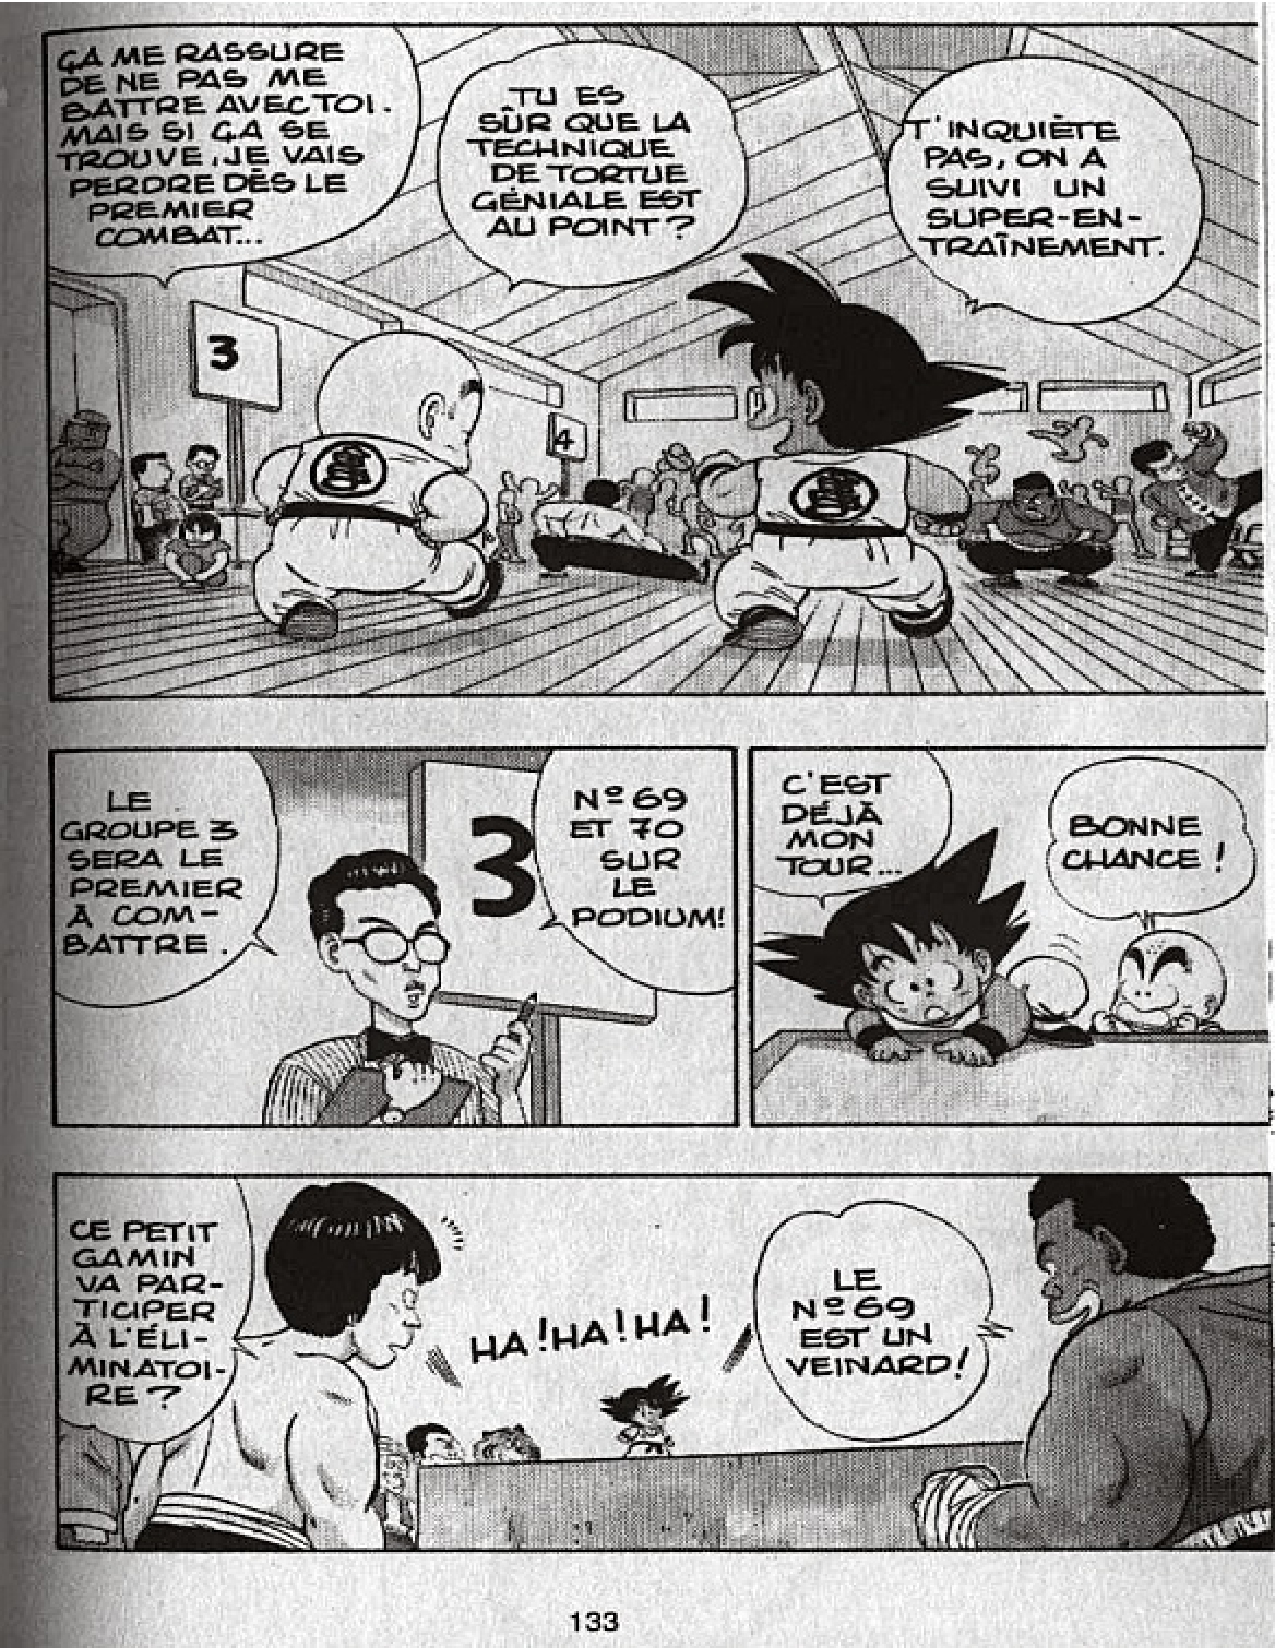 ÇA ME RASSURE
DE NE PAS ME
BATTRE AVEC TOI.
MAIS SI ÇA SE
TROUVE, JE VAIS
PERDRE DÈS LE
PREMIER
COMBAT...
TU ES
SÛR QUE LA
TECHNIQUE
DE TORTUE
GÉNIALE EST
AU POINT?
T'INQUIÈTE
PAS, ON A
SUIVI UN
SUPER-EN-
TRAÎNEMENT.
3
4
亀
亀
LE
GROUPE 3
SERA LE
PREMIER
À COM-
BATTRE.
3
Nº 69
ET 70
SUR
LE
PODIUM!
C'EST
DÉJÀ
MON
TOUR...
BONNE
CHANCE!
CE PETIT
GAMIN
VA PAR-
TICIPER
À L'ÉLI-
MINATOI-
RE?
HA!HA!HA!
LE
Nº 69
EST UN
VEINARD!
133